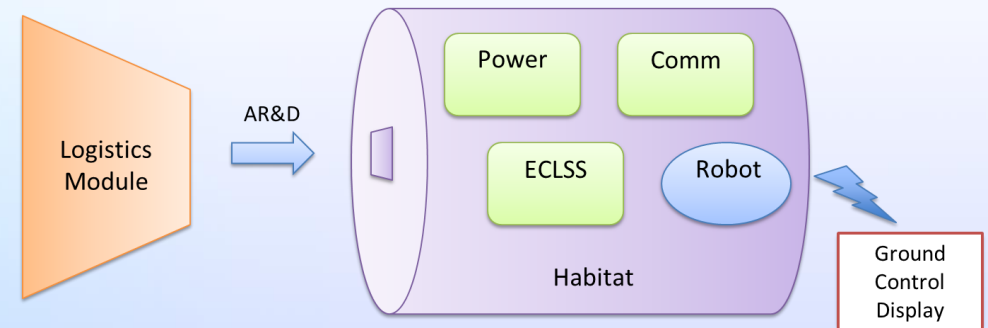 Logistics
Module
AR&D
Power
Comm
ECLSS
Robot
Habitat
Ground
Control
Display